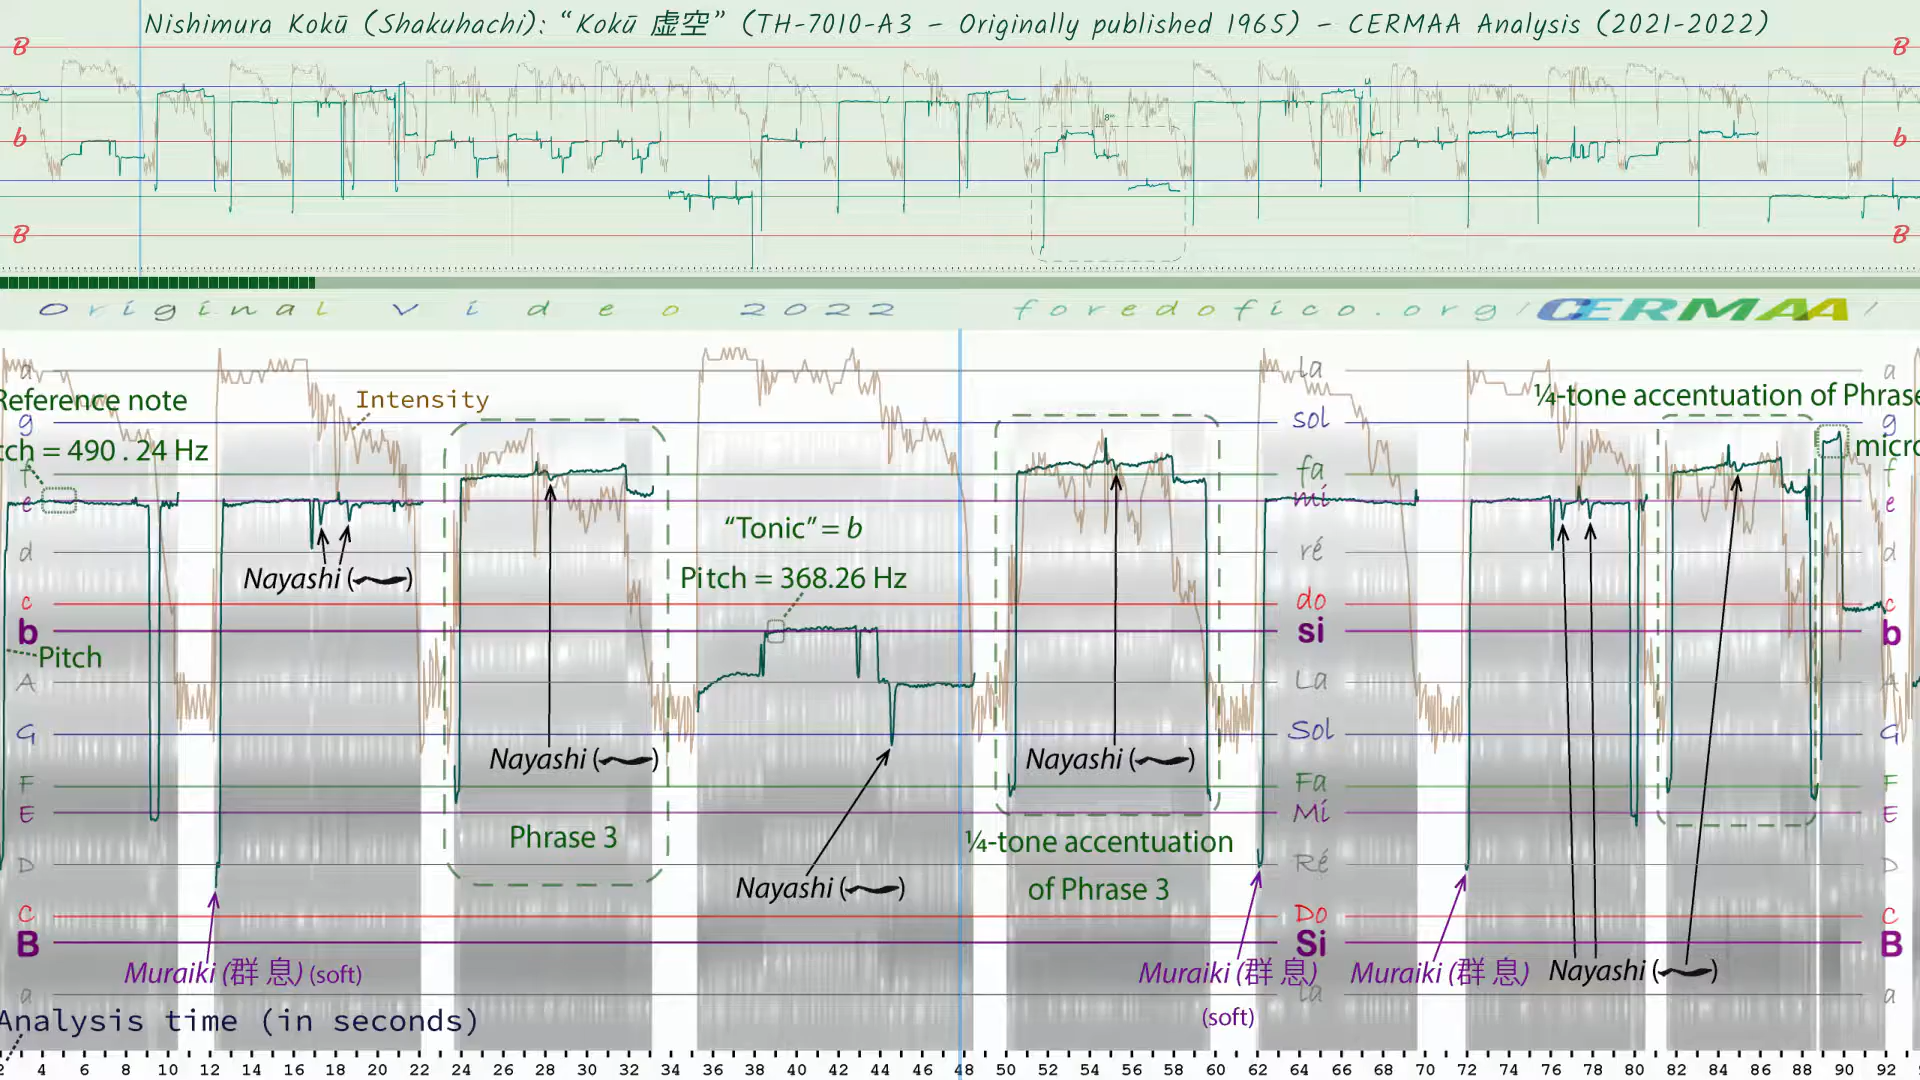 Nishimura Kokū (Shakuhachi): “Kokū 虚空” (TH-7010-A3 – Originally published 1965) – CERMAA Analysis (2021-2022)
B B
b b
B B
8"
Original Video 2022 foredofico.org/CERMAA/
a la a
Reference note Intensity ¼-tone accentuation of Phrase
g sol g
tch = 490.24 Hz micro
f fa f
e mi e
“Tonic” = b
d ré d
Pitch = 368.26 Hz
Nayashi ( )
c do c
b si b
Pitch
A La A
G Sol G
Nayashi ( ) Nayashi ( )
F Fa F
E Mi E
Phrase 3 ¼-tone accentuation
D Ré D
Nayashi ( ) of Phrase 3
C Do C
B Si B
Muraiki (群息) (soft) Muraiki (群息) Muraiki (群息) Nayashi ( )
a la a
(soft)
Analysis time (in seconds)
2 4 6 8 10 12 14 16 18 20 22 24 26 28 30 32 34 36 38 40 42 44 46 48 50 52 54 56 58 60 62 64 66 68 70 72 74 76 78 80 82 84 86 88 90 92